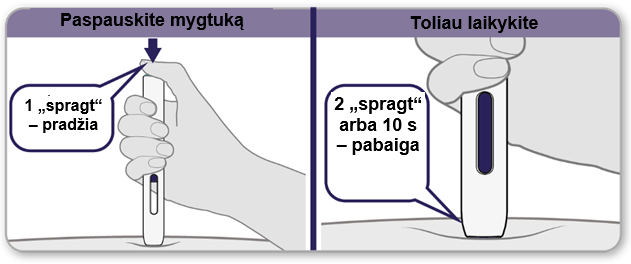 Paspauskite mygtuką
1 „spragt“
– pradžia
Toliau laikykite
2 „spragt“
arba 10 s
– pabaiga